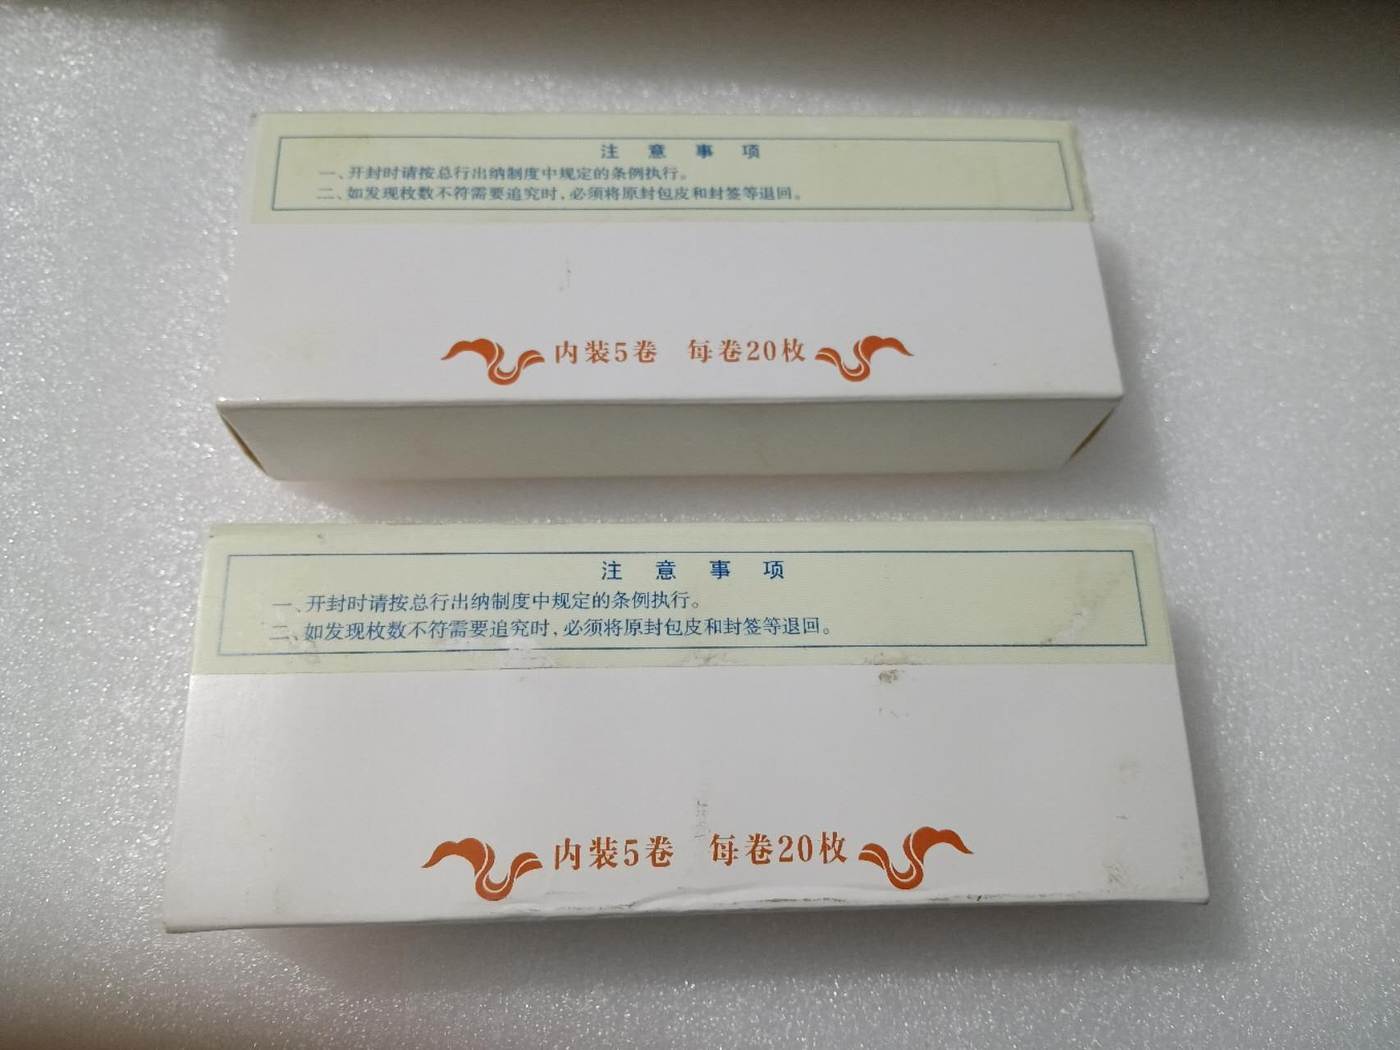 注意事项
一、开封时请按总行出纳制度中规定的条例执行。
二、如发现枚数不符需要追究时,必须将原封包皮和封签等退回。
内装5卷 每卷20枚
注意事项
一、开封时请按总行出纳制度中规定的条例执行。
二、如发现枚数不符需要追究时,必须将原封包皮和封签等退回。
内装5卷 每卷20枚